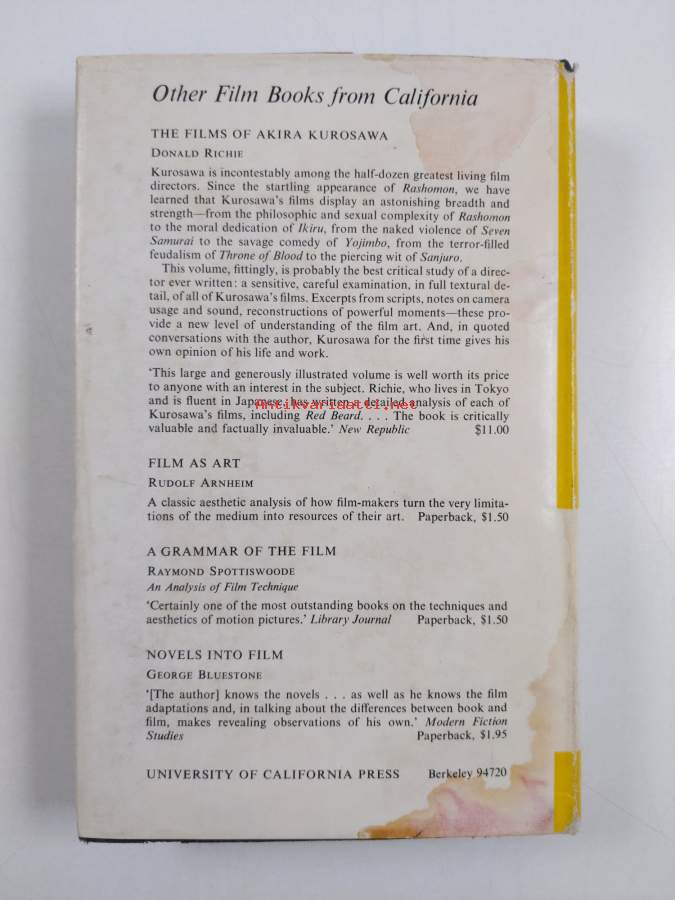 Other Film Books from California
THE FILMS OF AKIRA KUROSAWA
DONALD RICHIE
Kurosawa is incontestably among the half-dozen greatest living film
directors. Since the startling appearance of Rashomon, we have
learned that Kurosawa's films display an astonishing breadth and
strength—from the philosophic and sexual complexity of Rashomon
to the moral dedication of Ikiru, from the naked violence of Seven
Samurai to the savage comedy of Yojimbo, from the terror-filled
feudalism of Throne of Blood to the piercing wit of Sanjuro.
This volume, fittingly, is probably the best critical study of a direc-
tor ever written: a sensitive, careful examination, in full textural de-
tail, of all of Kurosawa's films. Excerpts from scripts, notes on camera
usage and sound, reconstructions of powerful moments—these pro-
vide a new level of understanding of the film art. And, in quoted
conversations with the author, Kurosawa for the first time gives his
own opinion of his life and work.
'This large and generously illustrated volume is well worth its price
to anyone with an interest in the subject. Richie, who lives in Tokyo
and is fluent in Japanese, has written a detailed analysis of each of
Antikvariaatti.net
Kurosawa's films, including Red Beard. . . . The book is critically
valuable and factually invaluable.' New Republic $11.00
FILM AS ART
RUDOLF ARNHEIM
A classic aesthetic analysis of how film-makers turn the very limita-
tions of the medium into resources of their art. Paperback, $1.50
A GRAMMAR OF THE FILM
RAYMOND SPOTTISWOODE
An Analysis of Film Technique
'Certainly one of the most outstanding books on the techniques and
aesthetics of motion pictures.' Library Journal Paperback, $1.50
NOVELS INTO FILM
GEORGE BLUESTONE
'[The author] knows the novels . . . as well as he knows the film
adaptations and, in talking about the differences between book and
film, makes revealing observations of his own.' Modern Fiction
Studies Paperback, $1.95
UNIVERSITY OF CALIFORNIA PRESS Berkeley 94720